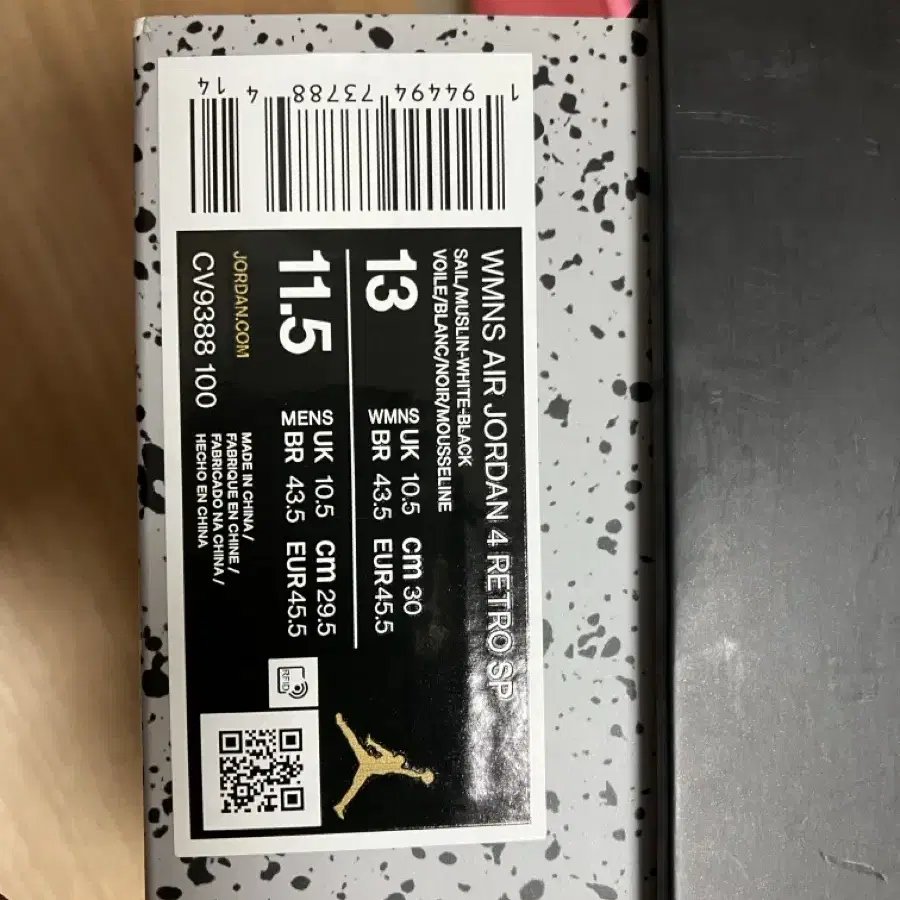 WMNS AIR JORDAN 4 RETRO SP
SAIL/MUSLIN-WHITE-BLACK
VOILE/BLANC/NOIR/MOUSSELINE
13
WMNS
UK 10.5 cm 30
BR 43.5 EUR 45.5
11.5
MENS
UK 10.5 cm 29.5
BR 43.5 EUR 45.5
JORDAN.COM
CV9388 100
MADE IN CHINA /
FABRIQUE EN CHINE /
FABRICADO NA CHINA /
HECHO EN CHINA
RFID
1 94494 73788 4 14